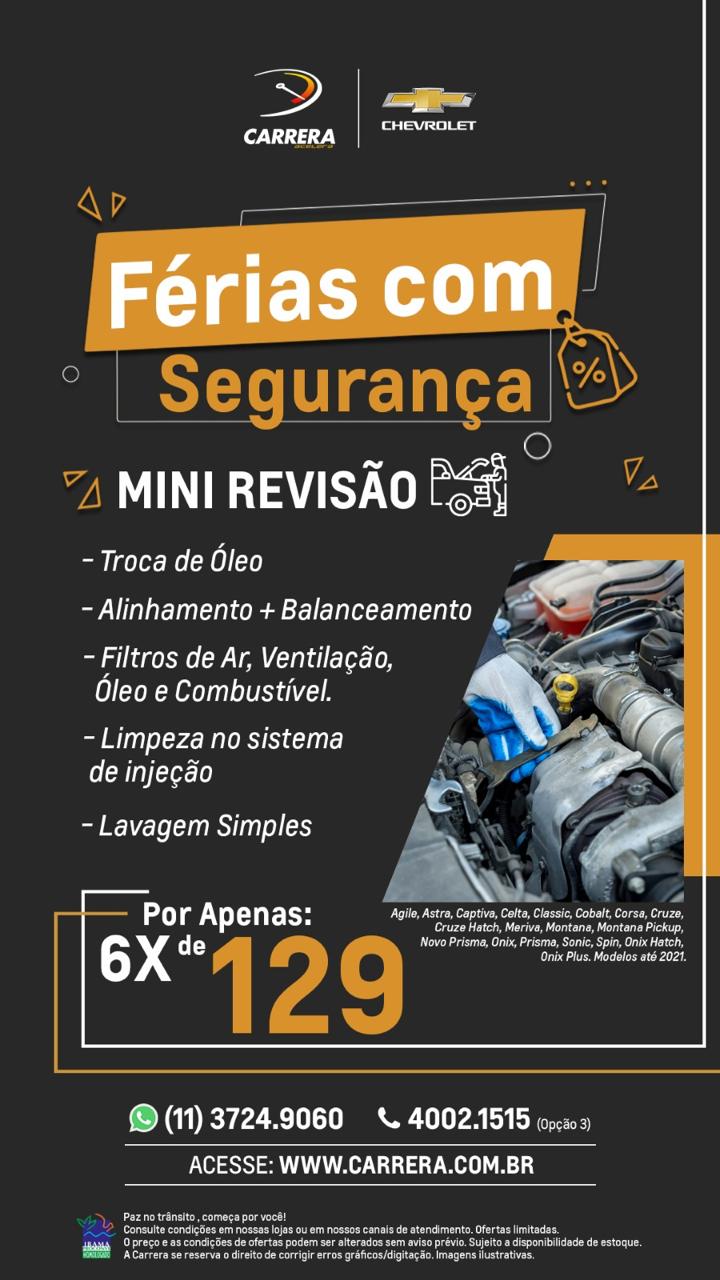 CARRERA
acelera
CHEVROLET
Férias com
Segurança
MINI REVISÃO
- Troca de Óleo
- Alinhamento + Balanceamento
- Filtros de Ar, Ventilação,
Óleo e Combustível.
- Limpeza no sistema
de injeção
- Lavagem Simples
Por Apenas:
6X de 129
Agile, Astra, Captiva, Celta, Classic, Cobalt, Corsa, Cruze,
Cruze Hatch, Meriva, Montana, Montana Pickup,
Novo Prisma, Onix, Prisma, Sonic, Spin, Onix Hatch,
Onix Plus. Modelos até 2021.
(11) 3724.9060 4002.1515 (Opção 3)
ACESSE: WWW.CARRERA.COM.BR
Paz no trânsito , começa por você!
Consulte condições em nossas lojas ou em nossos canais de atendimento. Ofertas limitadas.
O preço e as condições de ofertas podem ser alterados sem aviso prévio. Sujeito a disponibilidade de estoque.
A Carrera se reserva o direito de corrigir erros gráficos/digitação. Imagens ilustrativas.
IBAMA
HOMOLOGADO